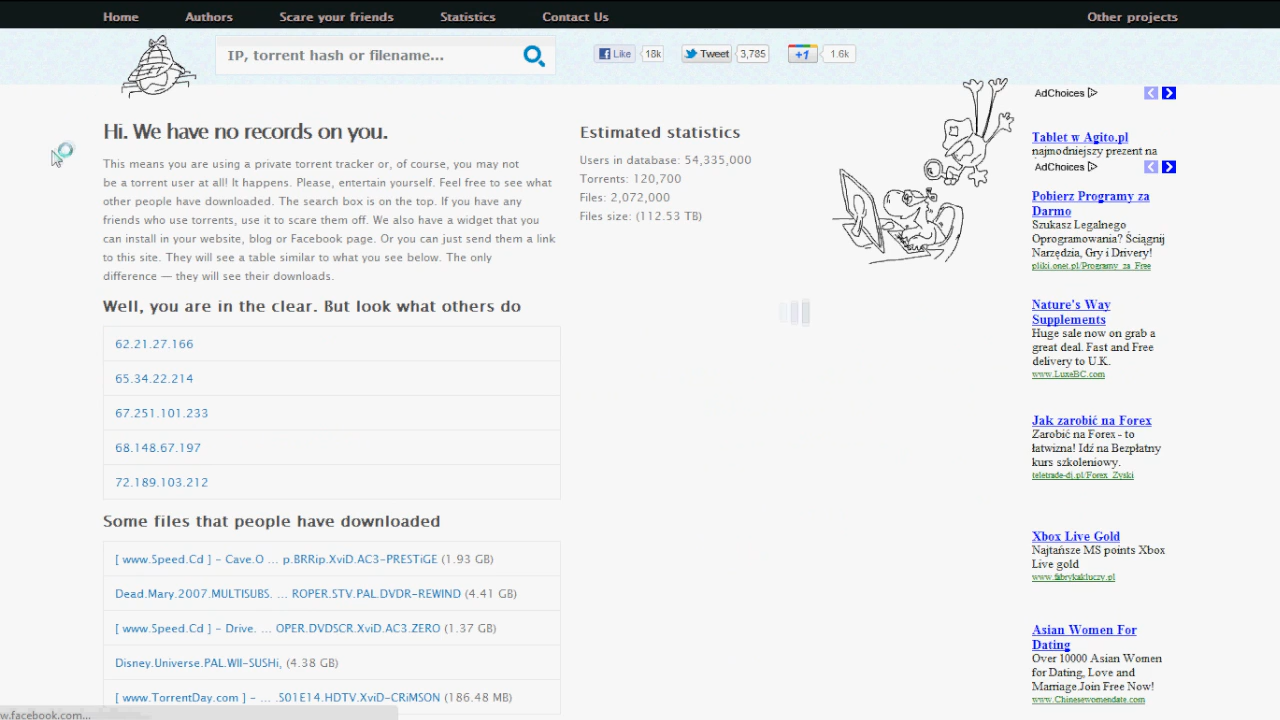 Home Authors Scare your friends Statistics Contact Us Other projects
IP, torrent hash or filename...
Like 18k Tweet 3,785 +1 1.6k
Hi. We have no records on you.
This means you are using a private torrent tracker or, of course, you may not
be a torrent user at all! It happens. Please, entertain yourself. Feel free to see what
other people have downloaded. The search box is on the top. If you have any
friends who use torrents, use it to scare them off. We also have a widget that you
can install in your website, blog or Facebook page. Or you can just send them a link
to this site. They will see a table similar to what you see below. The only
difference — they will see their downloads.
Well, you are in the clear. But look what others do
62.21.27.166
65.34.22.214
67.251.101.233
68.148.67.197
72.189.103.212
Some files that people have downloaded
[ www.Speed.Cd ] - Cave.O ... p.BRRip.XviD.AC3-PRESTiGE (1.93 GB)
Dead.Mary.2007.MULTISUBS. ... ROPER.STV.PAL.DVDR-REWIND (4.41 GB)
[ www.Speed.Cd ] - Drive. ... OPER.DVDSCR.XviD.AC3.ZERO (1.37 GB)
Disney.Universe.PAL.WII-SUSHi, (4.38 GB)
[ www.TorrentDay.com ] - ... .S01E14.HDTV.XviD-CRiMSON (186.48 MB)
Estimated statistics
Users in database: 54,335,000
Torrents: 120,700
Files: 2,072,000
Files size: (112.53 TB)
AdChoices
Tablet w Agito.pl
najmodniejszy prezent na
AdChoices
Pobierz Programy za
Darmo
Szukasz Legalnego
Oprogramowania? Ściągnij
Narzędzia, Gry i Drivery!
pliki.onet.pl/Programy_za_Free
Nature's Way
Supplements
Huge sale now on grab a
great deal. Fast and Free
delivery to U.K.
www.LuxeBC.com
Jak zarobić na Forex
Zarobić na Forex - to
łatwizna! Idź na Bezpłatny
kurs szkoleniowy.
teletrade-dj.pl/Forex_Zyski
Xbox Live Gold
Najtańsze MS points Xbox
Live gold
www.fabrykakluczy.pl
Asian Women For
Dating
Over 10000 Asian Women
for Dating, Love and
Marriage.Join Free Now!
www.Chinesewomendate.com
w.facebook.com...